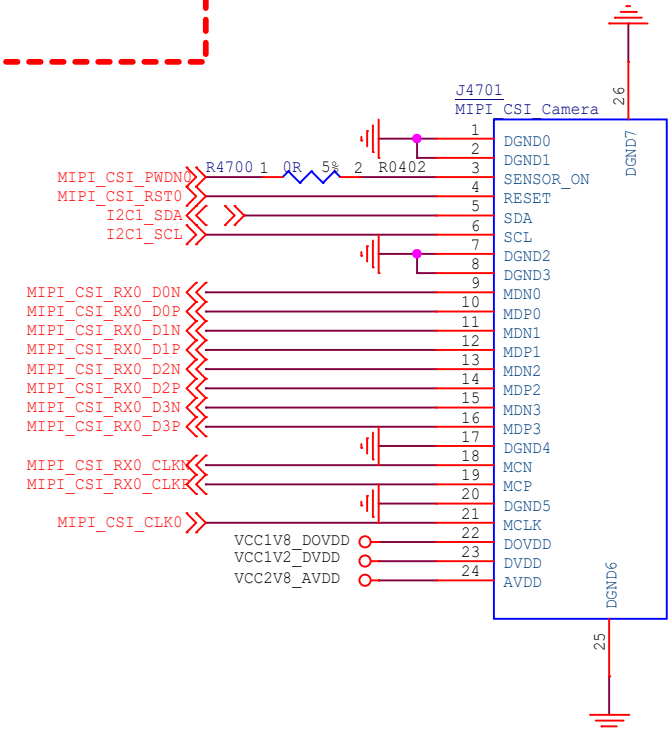 26
J4701
MIPI_CSI_Camera
DGND7
1 DGND0
2 DGND1
MIPI_CSI_PWDN0 R4700 1 0R 5% 2 R0402 3 SENSOR_ON
MIPI_CSI_RST0 4 RESET
I2C1_SDA 5 SDA
I2C1_SCL 6 SCL
7 DGND2
8 DGND3
MIPI_CSI_RX0_D0N 9 MDN0
MIPI_CSI_RX0_D0P 10 MDP0
MIPI_CSI_RX0_D1N 11 MDN1
MIPI_CSI_RX0_D1P 12 MDP1
MIPI_CSI_RX0_D2N 13 MDN2
MIPI_CSI_RX0_D2P 14 MDP2
MIPI_CSI_RX0_D3N 15 MDN3
MIPI_CSI_RX0_D3P 16 MDP3
17 DGND4
MIPI_CSI_RX0_CLKN 18 MCN
MIPI_CSI_RX0_CLKP 19 MCP
20 DGND5
MIPI_CSI_CLK0 21 MCLK
VCC1V8_DOVDD 22 DOVDD
VCC1V2_DVDD 23 DVDD
VCC2V8_AVDD 24 AVDD
DGND6
25